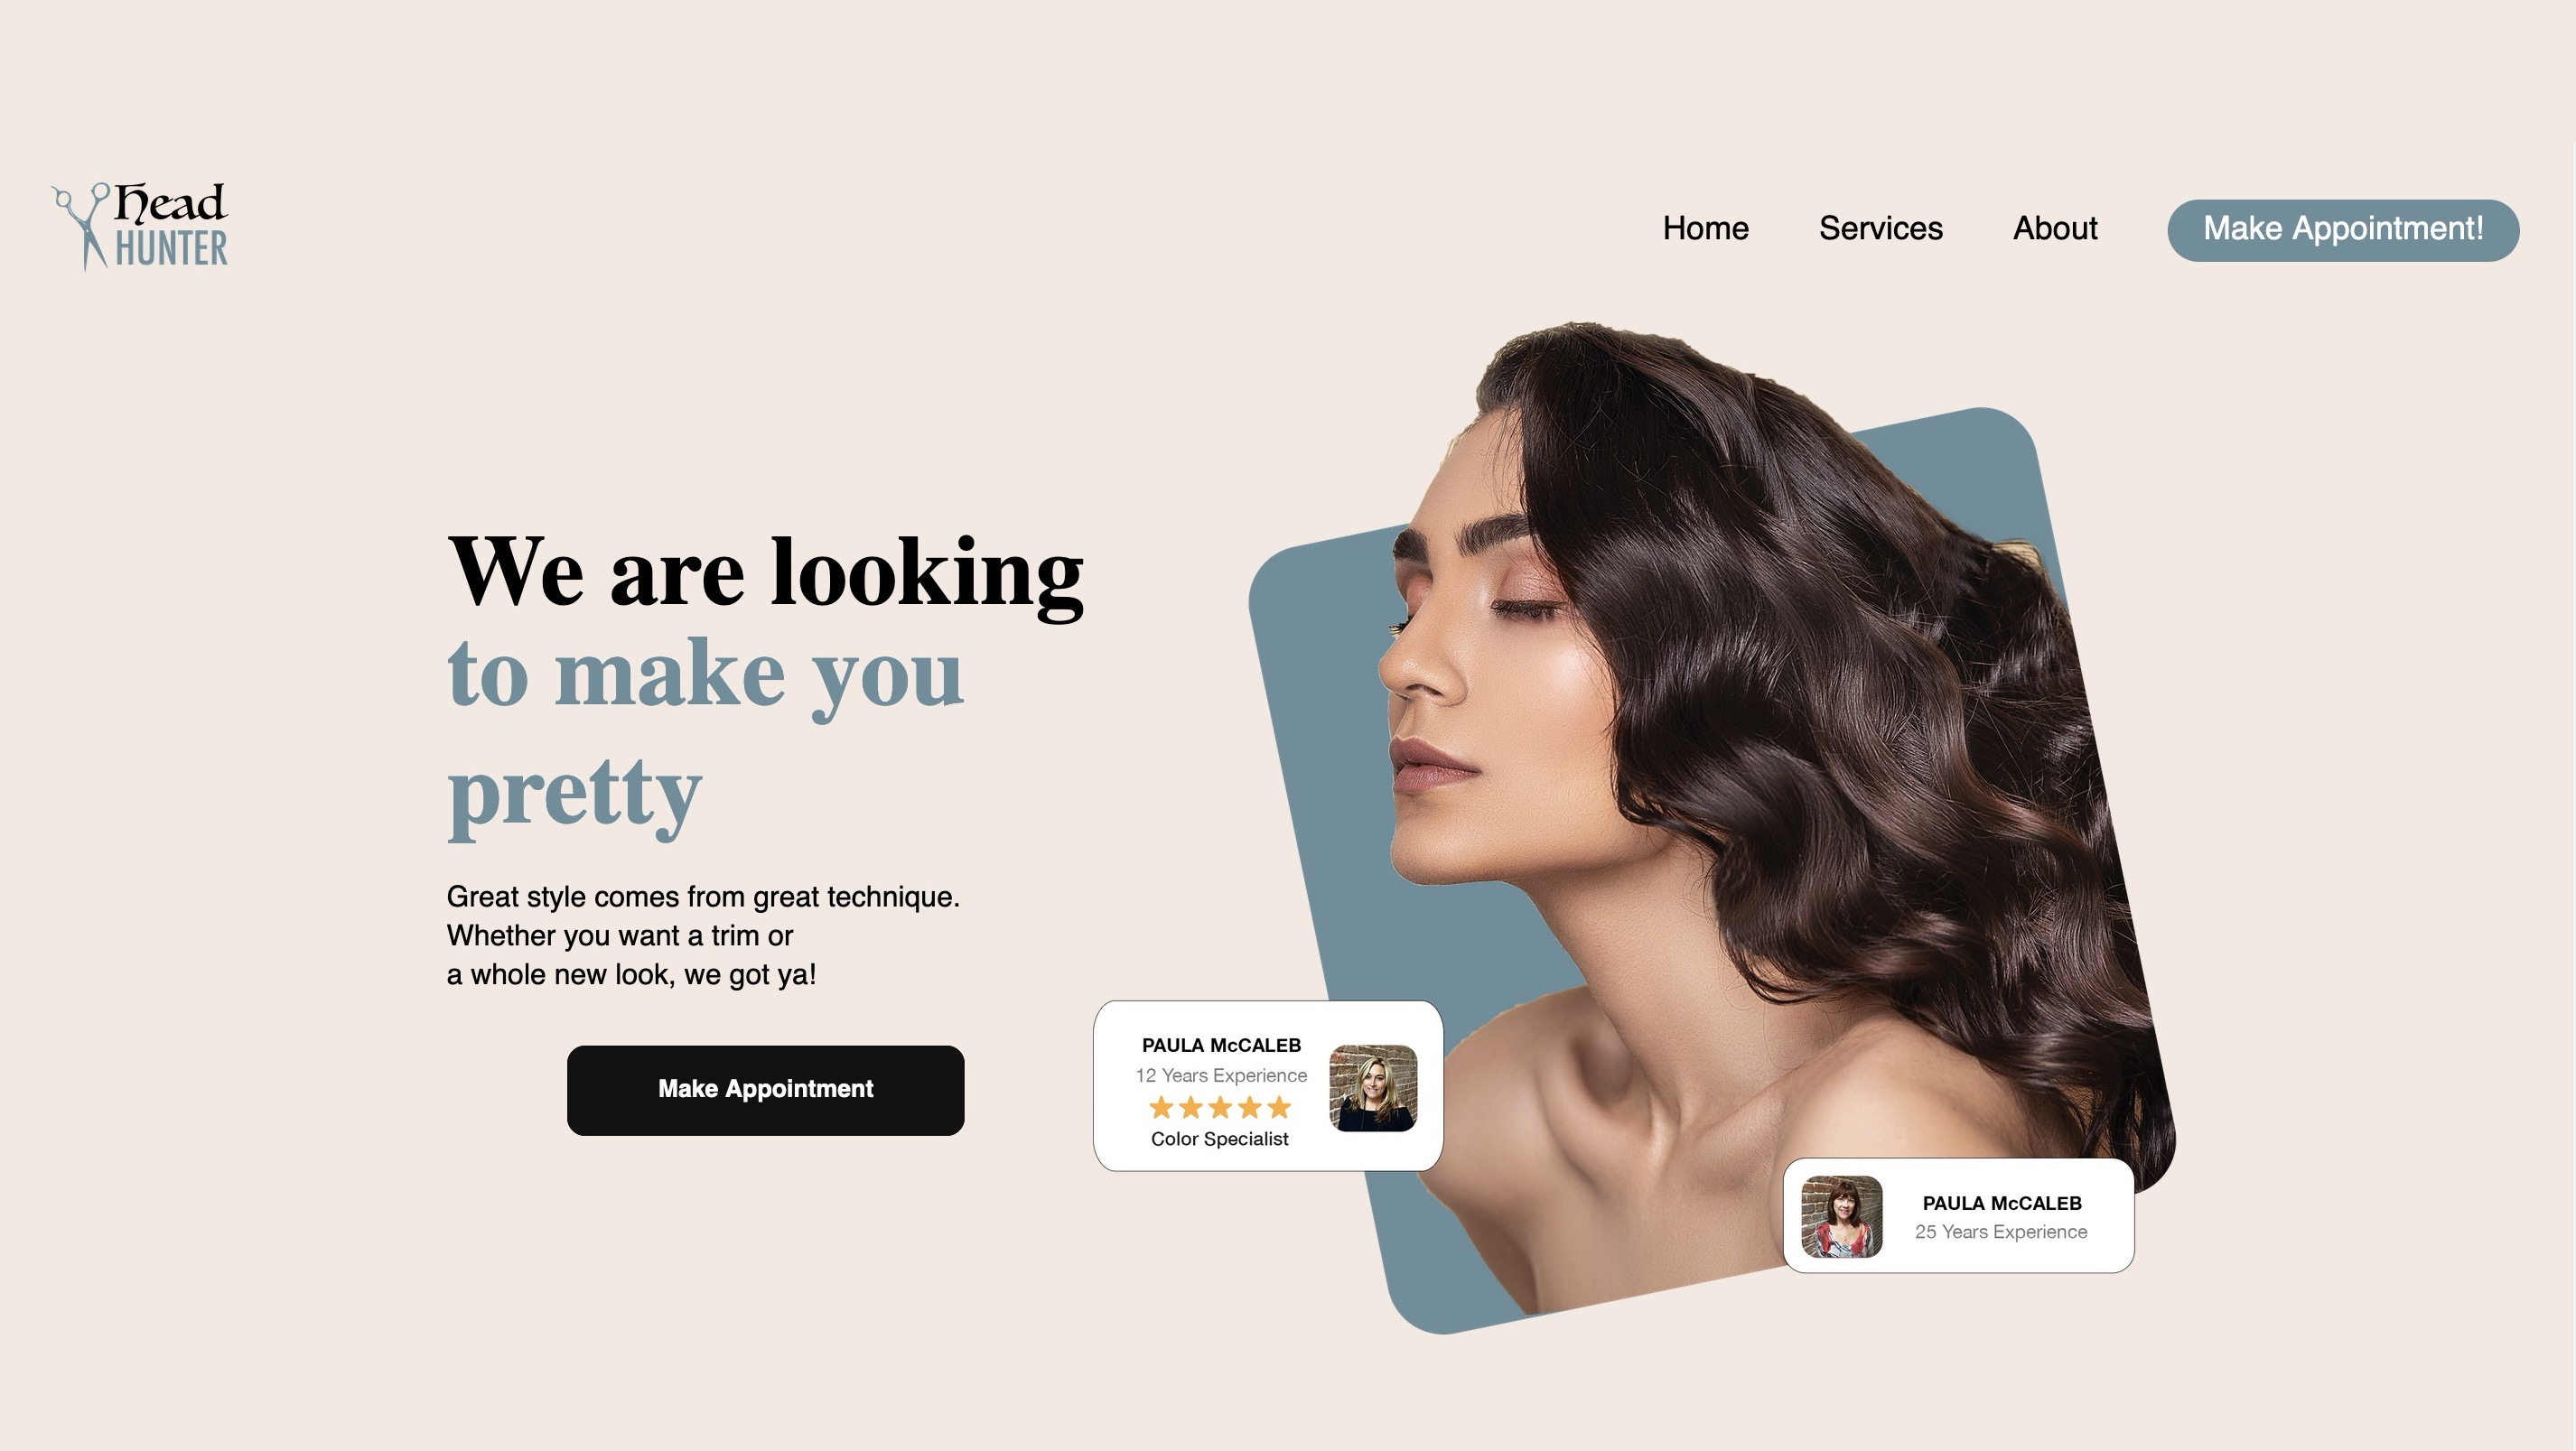 Head
HUNTER
Home
Services
About
Make Appointment!
We are looking
to make you
pretty
Great style comes from great technique.
Whether you want a trim or
a whole new look, we got ya!
Make Appointment
PAULA McCALEB
12 Years Experience
Color Specialist
PAULA McCALEB
25 Years Experience